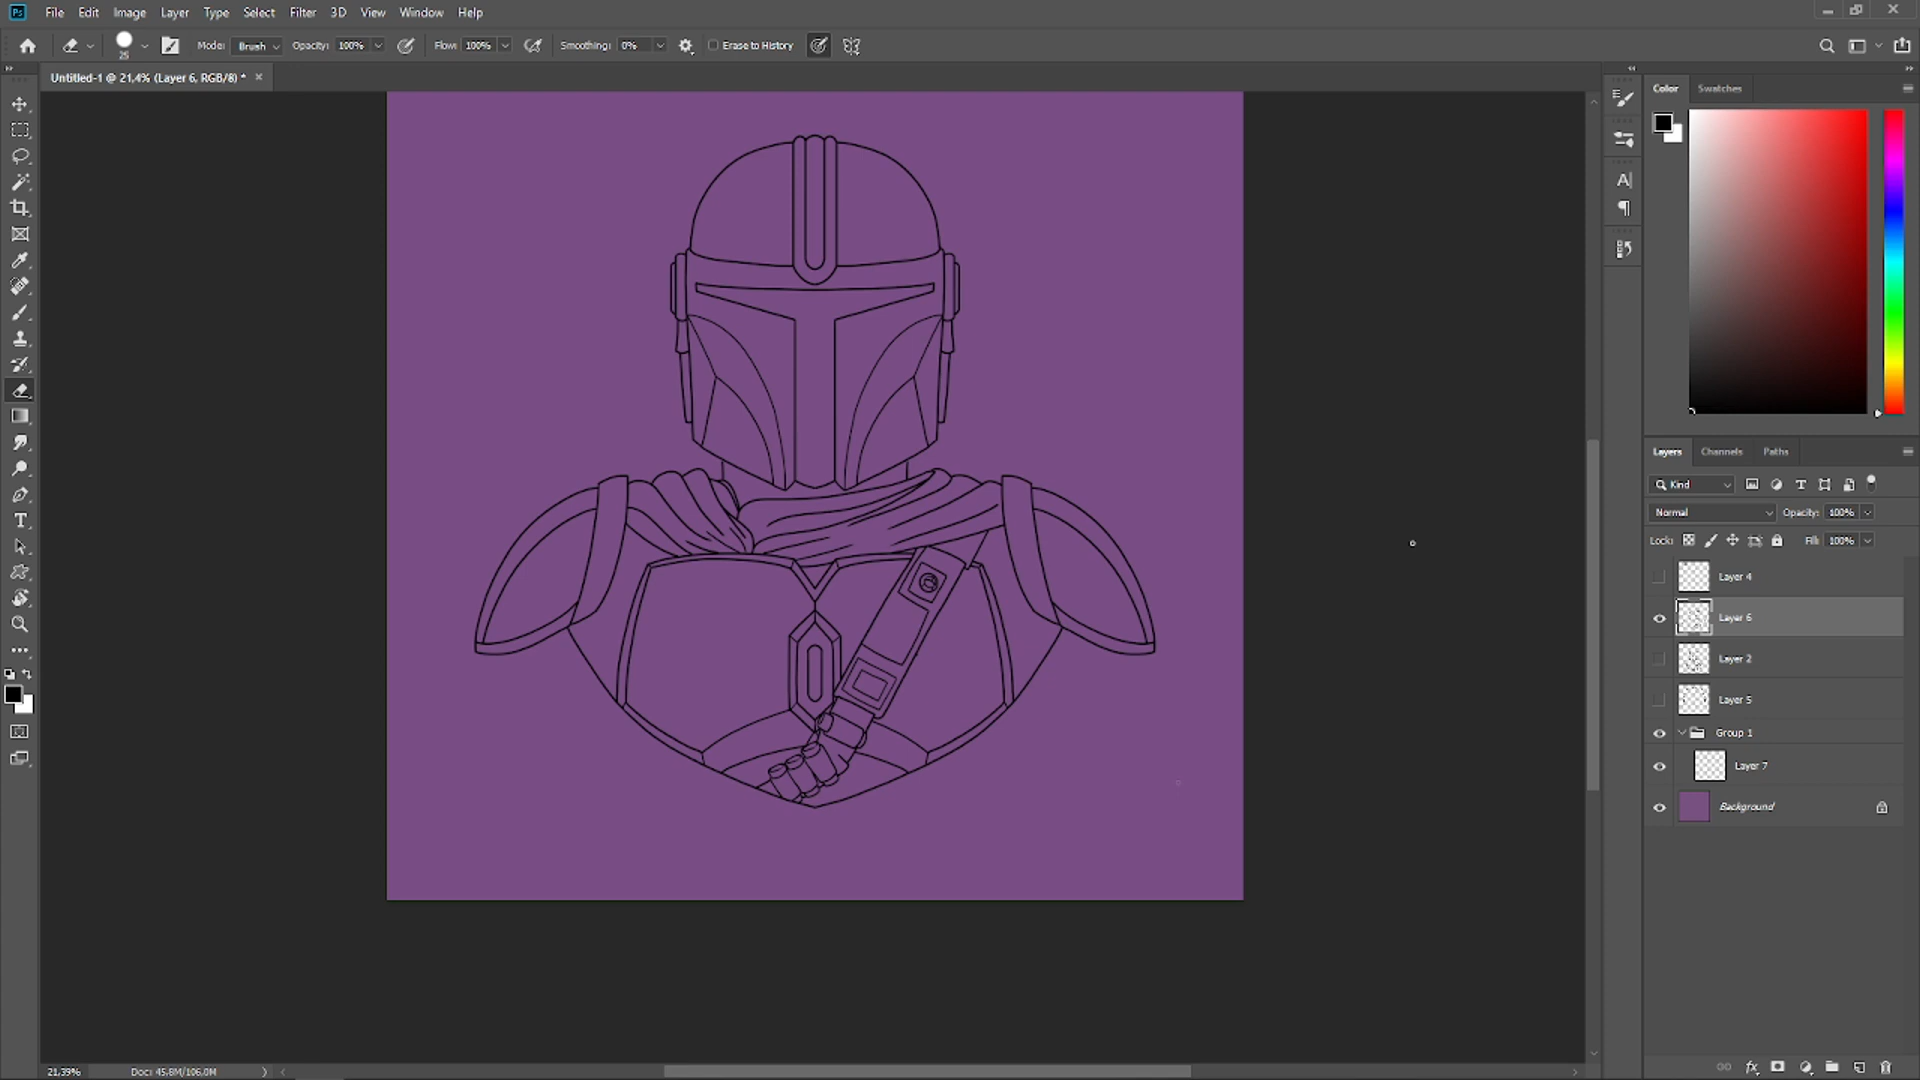 Ps File Edit Image Layer Type Select Filter 3D View Window Help
25 Mode: Brush Opacity: 100% Flow: 100% Smoothing: 0% Erase to History
Untitled-1 @ 21,4% (Layer 6, RGB/8) *
Color Swatches
Layers Channels Paths
Kind
Normal Opacity: 100%
Lock: Fill: 100%
Layer 4
Layer 6
Layer 2
Layer 5
Group 1
Layer 7
Background
21,39% Doc: 45,8M/106,0M